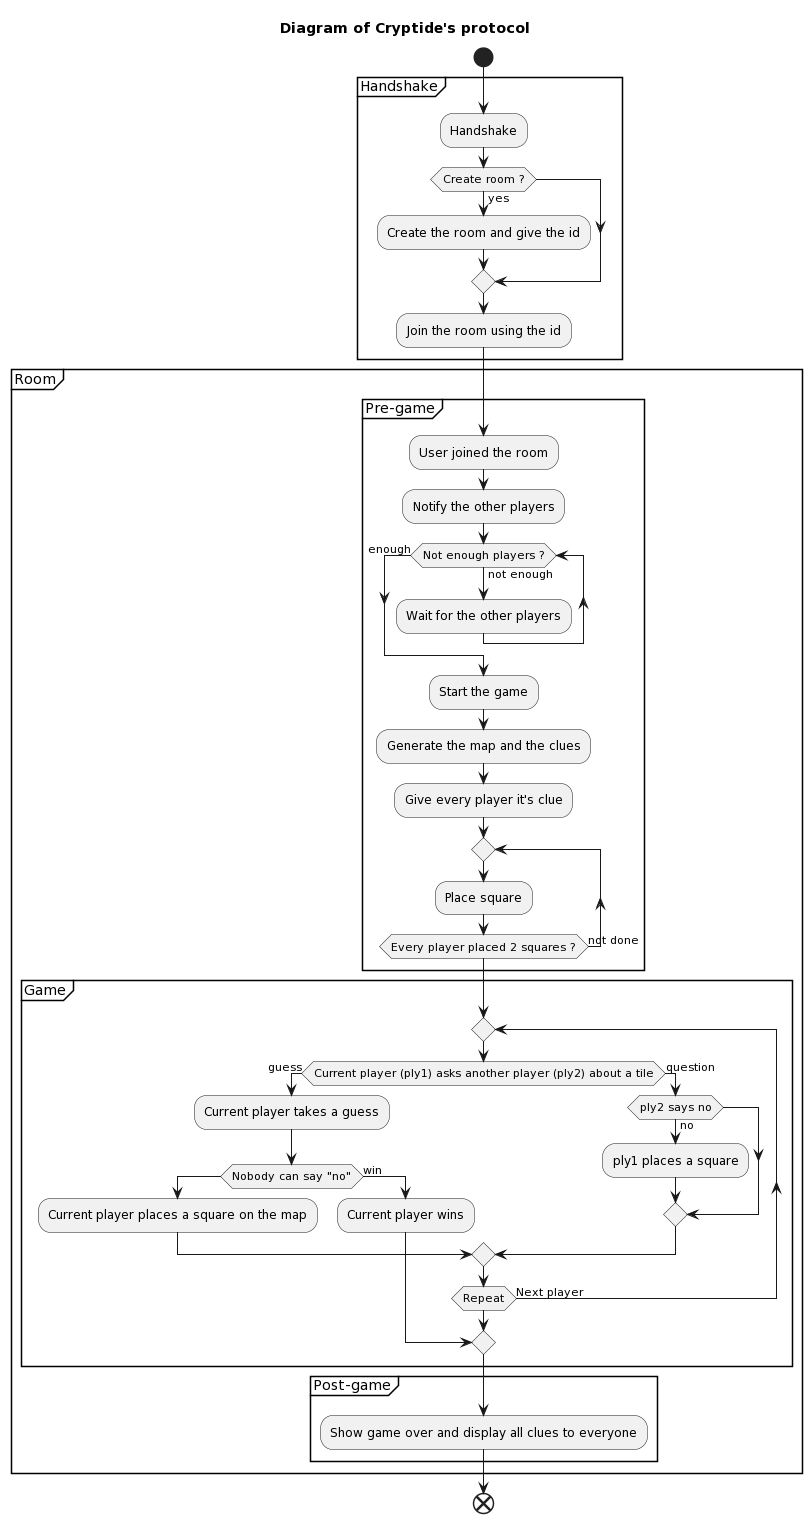 Diagram of Cryptide's protocol
Handshake
Handshake
Create room ?
yes
Create the room and give the id
Join the room using the id
Room
Pre-game
User joined the room
Notify the other players
enough
Not enough players ?
not enough
Wait for the other players
Start the game
Generate the map and the clues
Give every player it's clue
Place square
Every player placed 2 squares ?
not done
Game
guess
Current player (ply1) asks another player (ply2) about a tile
question
Current player takes a guess
ply2 says no
no
Nobody can say "no"
win
ply1 places a square
Current player places a square on the map
Current player wins
Repeat
Next player
Post-game
Show game over and display all clues to everyone